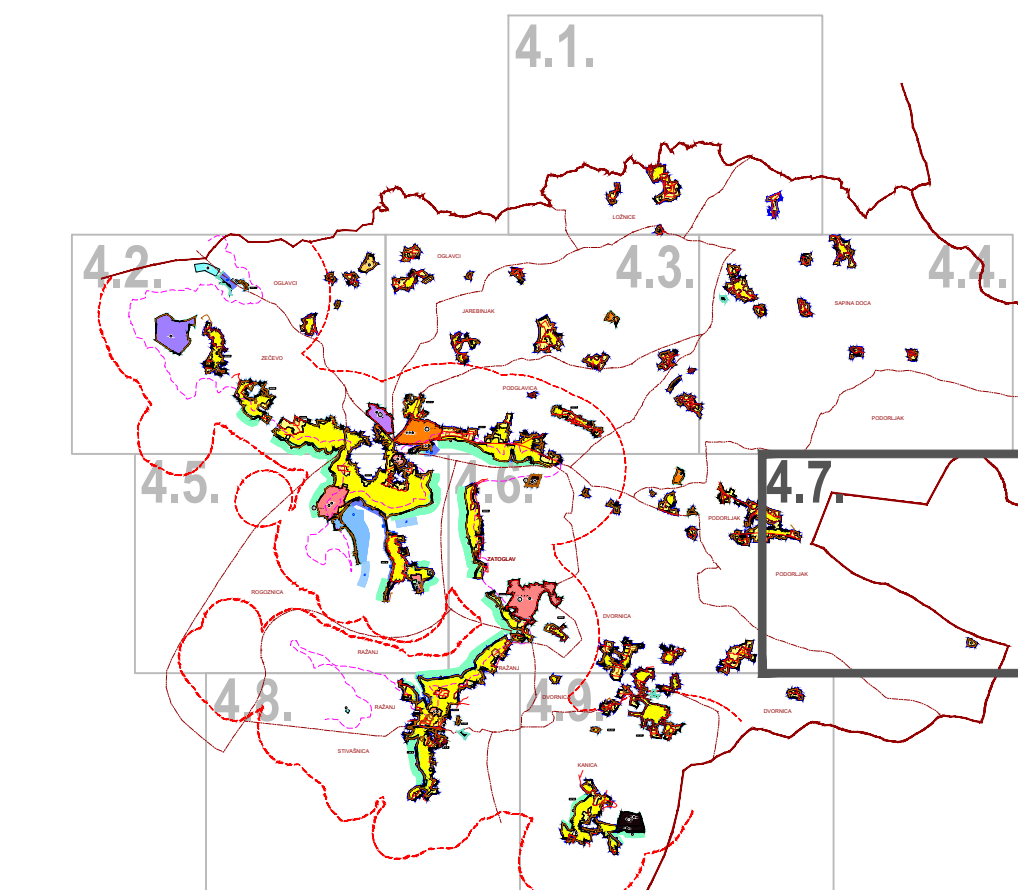 4.1.
LOŽNICE
4.2.
OGLAVCI
OGLAVCI
4.3.
4.4.
JAREBINJAK
SAPINA DOCA
ZEČEVO
PODGLAVICA
PODORLJAK
4.5.
4.6.
4.7.
PODORLJAK
ZATOGLAV
PODORLJAK
ROGOZNICA
DVORNICA
RAŽANJ
RAŽANJ
4.8.
RAŽANJ
4.9.
DVORNICA
DVORNICA
STIVAŠNICA
KANICA